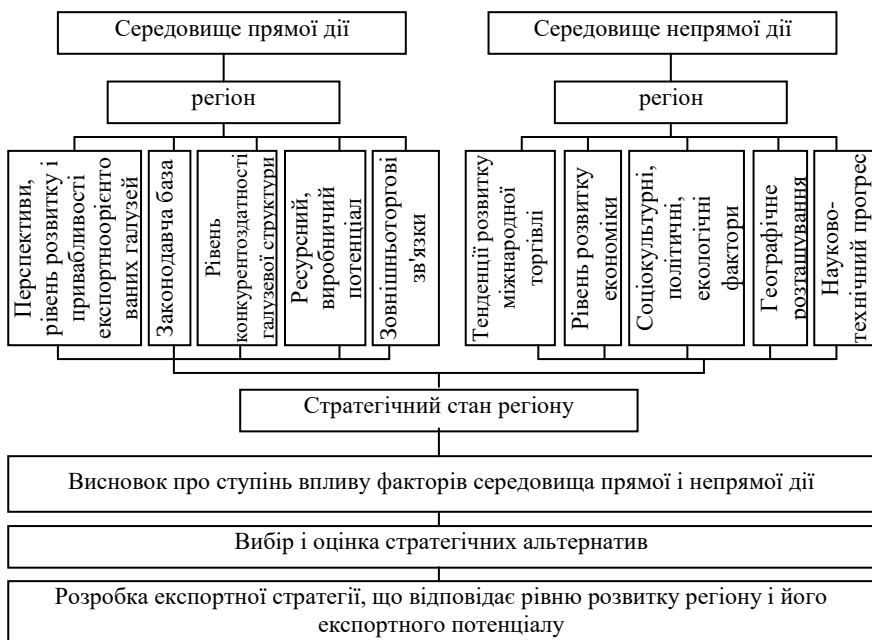 Середовище прямої дії
Середовище непрямої дії
регіон
регіон
Перспективи,
рівень розвитку і
привабливості
експортноорієнто
ваних галузей
Законодавча база
Рівень
конкурентоздатності
галузевої структури
Ресурсний,
виробничий
потенціал
Зовнішньоторгові
зв'язки
Тенденції розвитку
міжнародної
торгівлі
Рівень розвитку
економіки
Соціокультурні,
політичні,
екологічні
фактори
Географічне
розташування
Науково-
технічний прогрес
Стратегічний стан регіону
Висновок про ступінь впливу факторів середовища прямої і непрямої дії
Вибір і оцінка стратегічних альтернатив
Розробка експортної стратегії, що відповідає рівню розвитку регіону і його
експортного потенціалу